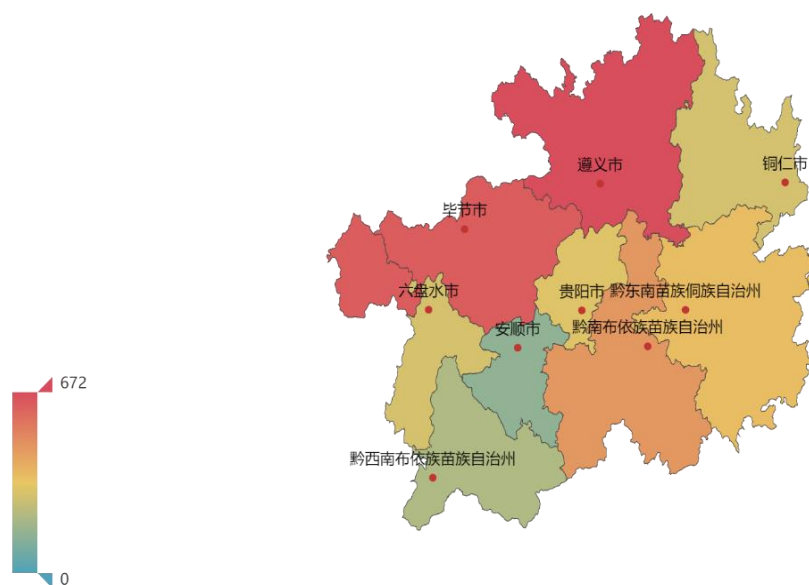 遵义市
铜仁市
毕节市
六盘水市
贵阳市
黔东南苗族侗族自治州
安顺市
黔南布依族苗族自治州
672
黔西南布依族苗族自治州
0